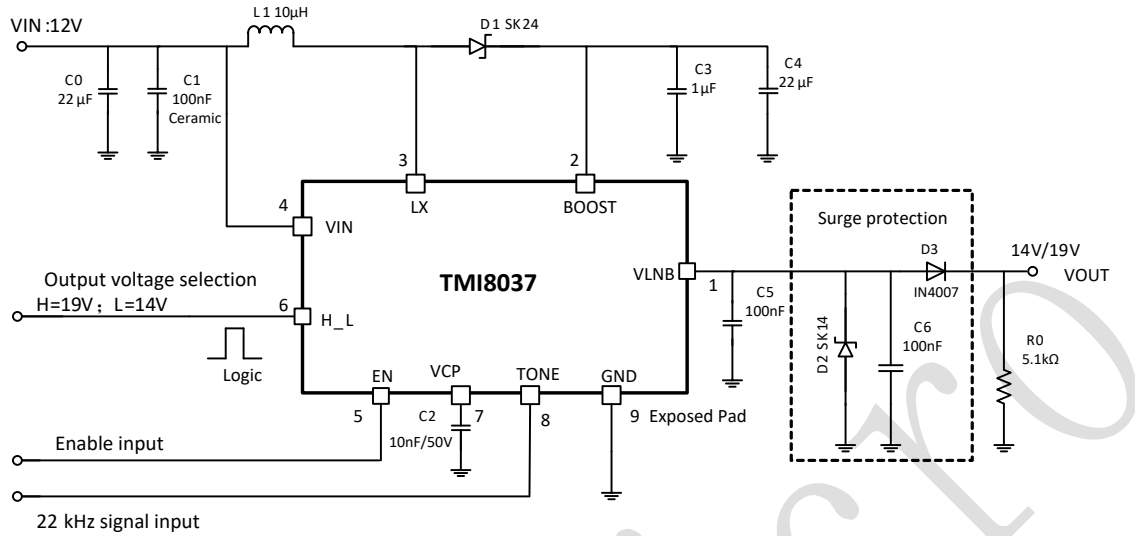 L1 10μH
D1 SK24
VIN :12V
C0
22 μF
C1
100nF
Ceramic
C3
1μF
C4
22 μF
3
2
LX
BOOST
4
VIN
Surge protection
D3
IN4007
14V/19V
VOUT
Output voltage selection
H=19V；L=14V
6
H_L
TMI8037
VLNB
1
C5
100nF
D2 SK14
C6
100nF
R0
5.1kΩ
Logic
EN
VCP
TONE
GND
5
C2
10nF/50V
7
8
9 Exposed Pad
Enable input
22 kHz signal input